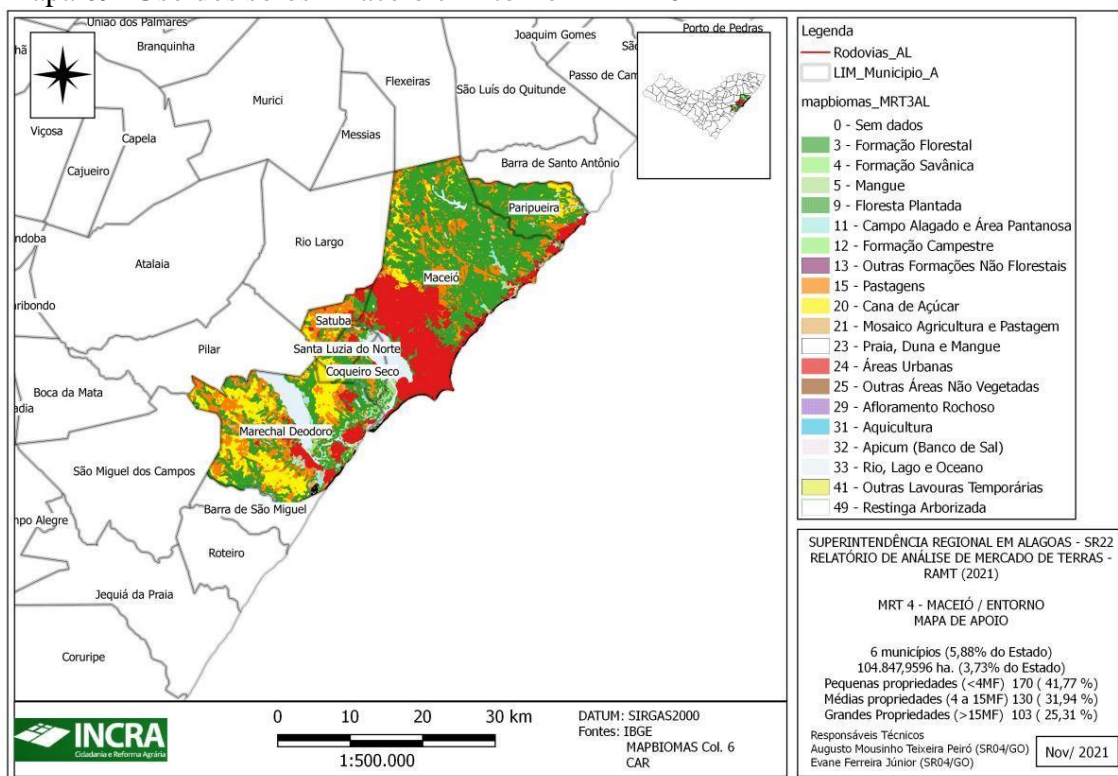 União dos Palmares
Branquinha
Joaquim Gomes
Porto de Pedras
Passo de Cam
Flexeiras
São Luís do Quitunde
Murici
Viçosa
Capela
Messias
Cajueiro
Barra de Santo Antônio
Paripueira
Rio Largo
Atalaia
Maceió
Satuba
Santa Luzia do Norte
Pilar
Coqueiro Seco
Boca da Mata
Marechal Deodoro
São Miguel dos Campos
Barra de São Miguel
mpo Alegre
Roteiro
Jequiá da Praia
Coruripe
Legenda
Rodovias_AL
LIM_Municipio_A
mapbiomas_MRT3AL
0 - Sem dados
3 - Formação Florestal
4 - Formação Savânica
5 - Mangue
9 - Floresta Plantada
11 - Campo Alagado e Área Pantanosa
12 - Formação Campestre
13 - Outras Formações Não Florestais
15 - Pastagens
20 - Cana de Açúcar
21 - Mosaico Agricultura e Pastagem
23 - Praia, Duna e Mangue
24 - Áreas Urbanas
25 - Outras Áreas Não Vegetadas
29 - Afloramento Rochoso
31 - Aquicultura
32 - Apicum (Banco de Sal)
33 - Rio, Lago e Oceano
41 - Outras Lavouras Temporárias
49 - Restinga Arborizada
SUPERINTENDÊNCIA REGIONAL EM ALAGOAS - SR22
RELATÓRIO DE ANÁLISE DE MERCADO DE TERRAS -
RAMT (2021)
MRT 4 - MACEIÓ / ENTORNO
MAPA DE APOIO
6 municípios (5,88% do Estado)
104.847,9596 ha. (3,73% do Estado)
Pequenas propriedades (<4MF) 170 ( 41,77 %)
Médias propriedades (4 a 15MF) 130 ( 31,94 %)
Grandes Propriedades (>15MF) 103 ( 25,31 %)
Responsáveis Técnicos
Augusto Mousinho Teixeira Peiró (SR04/GO)
Evane Ferreira Júnior (SR04/GO)
Nov/ 2021
INCRA
Cidadania e Reforma Agrária
0 10 20 30 km
1:500.000
DATUM: SIRGAS2000
Fontes: IBGE
MAPBIOMAS Col. 6
CAR